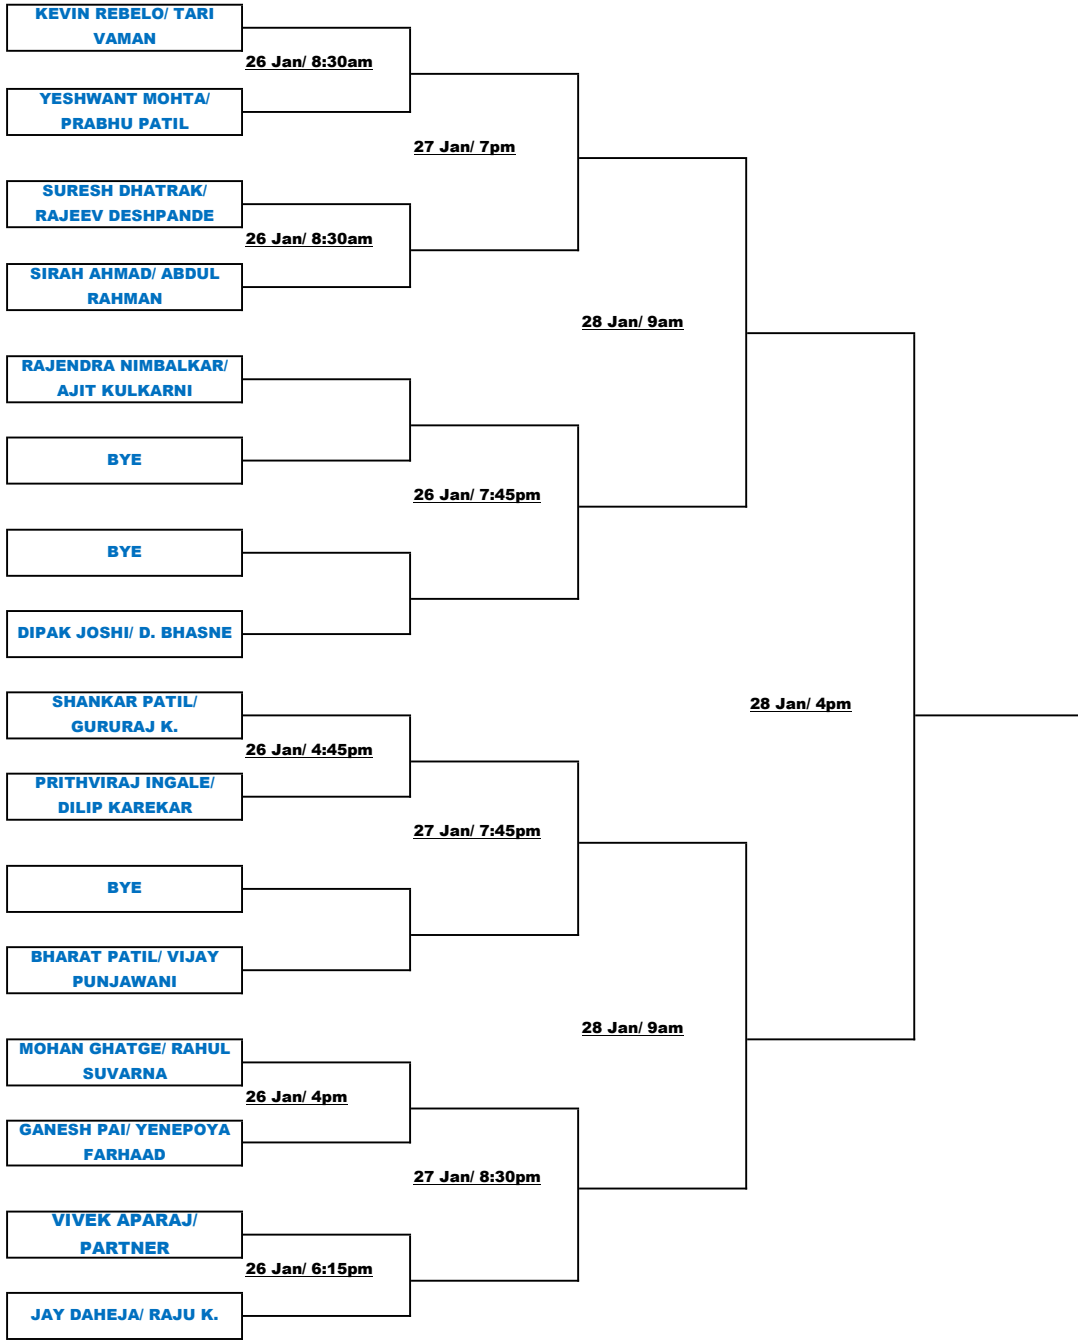 KEVIN REBELO/ TARI
VAMAN
26 Jan/ 8:30am
YESHWANT MOHTA/
PRABHU PATIL
27 Jan/ 7pm
SURESH DHATRAK/
RAJEEV DESHPANDE
26 Jan/ 8:30am
SIRAH AHMAD/ ABDUL
RAHMAN
28 Jan/ 9am
RAJENDRA NIMBALKAR/
AJIT KULKARNI
BYE
26 Jan/ 7:45pm
BYE
DIPAK JOSHI/ D. BHASNE
SHANKAR PATIL/
GURURAJ K.
28 Jan/ 4pm
26 Jan/ 4:45pm
PRITHVIRAJ INGALE/
DILIP KAREKAR
27 Jan/ 7:45pm
BYE
BHARAT PATIL/ VIJAY
PUNJAWANI
28 Jan/ 9am
MOHAN GHATGE/ RAHUL
SUVARNA
26 Jan/ 4pm
GANESH PAI/ YENEPOYA
FARHAAD
27 Jan/ 8:30pm
VIVEK APARAJ/
PARTNER
26 Jan/ 6:15pm
JAY DAHEJA/ RAJU K.